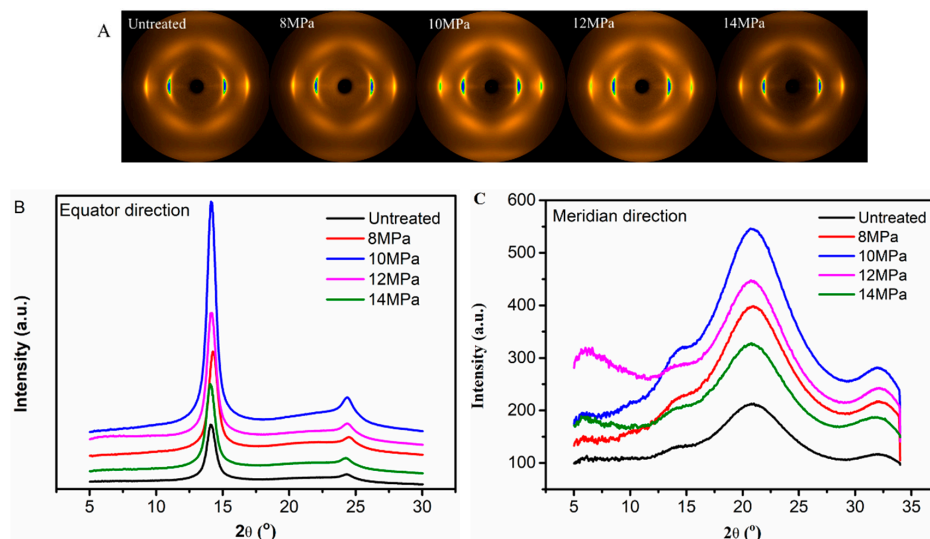 A
Untreated
8MPa
10MPa
12MPa
14MPa
B
Equator direction
Untreated
8MPa
10MPa
12MPa
14MPa
Intensity (a.u.)
5 10 15 20 25 30
2θ (°)
C
Meridian direction
Untreated
8MPa
10MPa
12MPa
14MPa
Intensity (a.u.)
600
500
400
300
200
100
5 10 15 20 25 30 35
2θ (°)